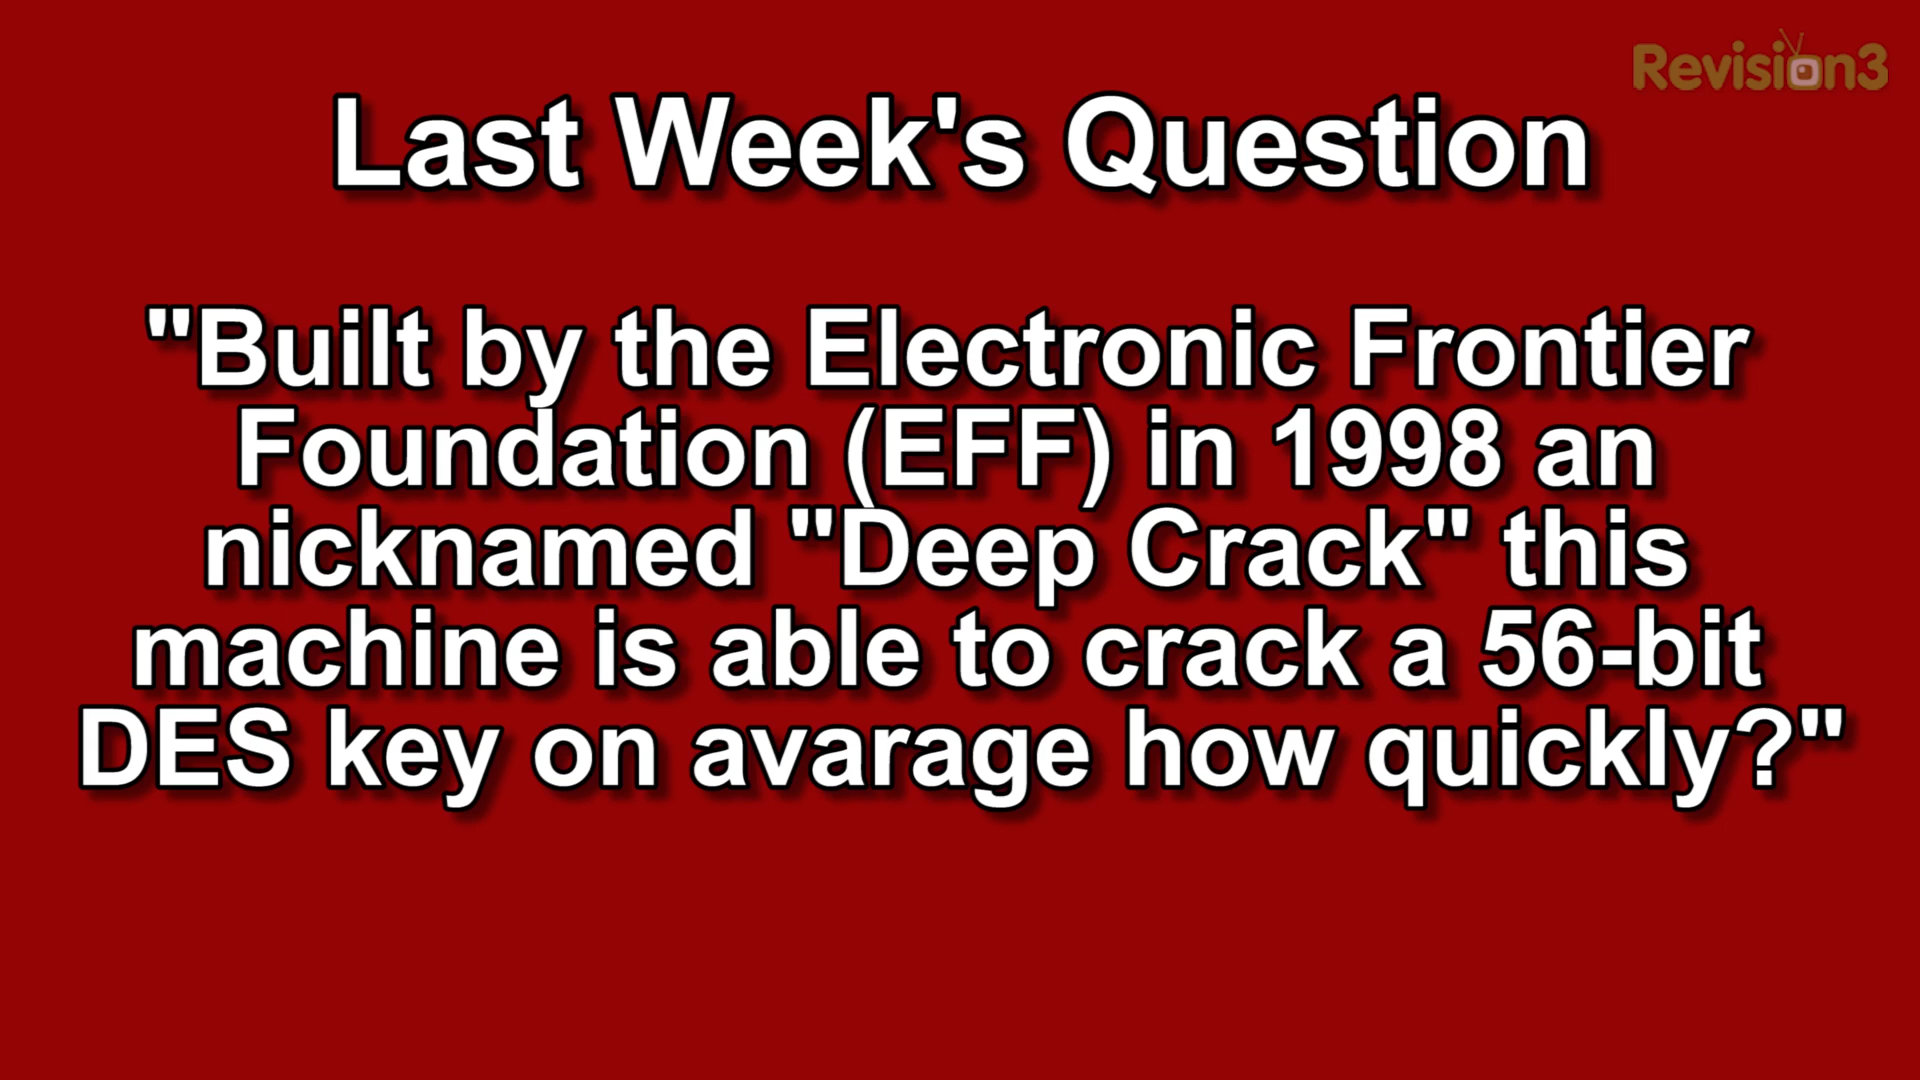 Revision3
Last Week's Question
"Built by the Electronic Frontier
Foundation (EFF) in 1998 an
nicknamed "Deep Crack" this
machine is able to crack a 56-bit
DES key on avarage how quickly?"